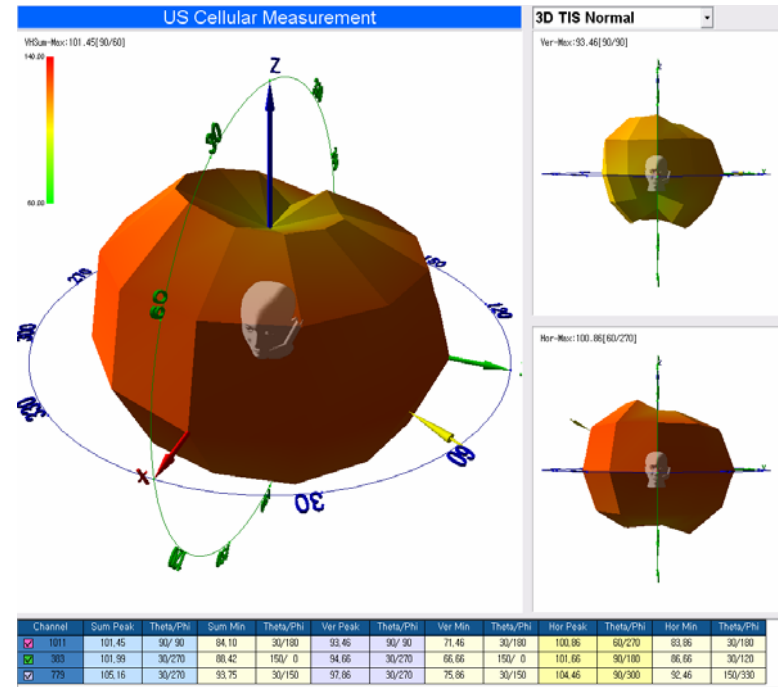 US Cellular Measurement
3D TIS Normal
VHSum-Max:101.45[90/60]
140.00
60.00
Z
60
270
300
330
30
60
120
150
X
Ver-Max:93.46[90/90]
Hor-Max:100.86[60/270]
Channel Sum Peak Theta/Phi Sum Min Theta/Phi Ver Peak Theta/Phi Ver Min Theta/Phi Hor Peak Theta/Phi Hor Min Theta/Phi
1011 101,45 90/ 90 84,10 30/180 93,46 90/ 90 71,46 30/180 100,86 60/270 83,86 30/180
383 101,99 30/270 88,42 150/ 0 94,66 30/270 66,66 150/ 0 101,66 90/180 86,66 30/120
779 105,16 30/270 93,75 30/150 97,86 30/270 75,86 30/150 104,46 90/300 92,46 150/330